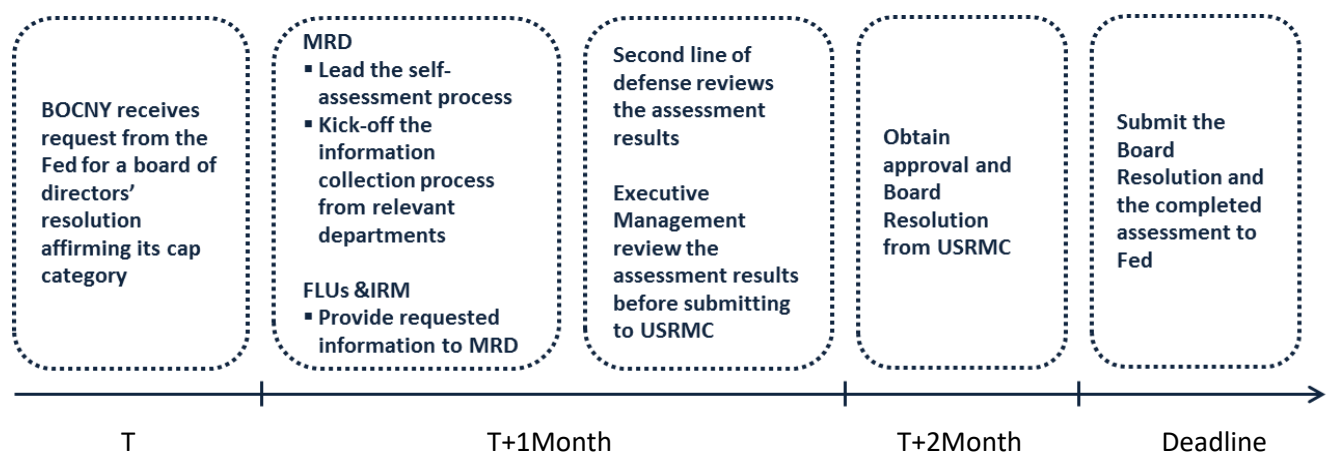 BOCNY receives
request from the
Fed for a board of
directors’
resolution
affirming its cap
category
MRD
▪ Lead the self-
assessment process
▪ Kick-off the
information
collection process
from relevant
departments
FLUs &IRM
▪ Provide requested
information to MRD
Second line of
defense reviews
the assessment
results
Executive
Management
review the
assessment results
before submitting
to USRMC
Obtain
approval and
Board
Resolution
from USRMC
Submit the
Board
Resolution and
the completed
assessment to
Fed
T
T+1Month
T+2Month
Deadline